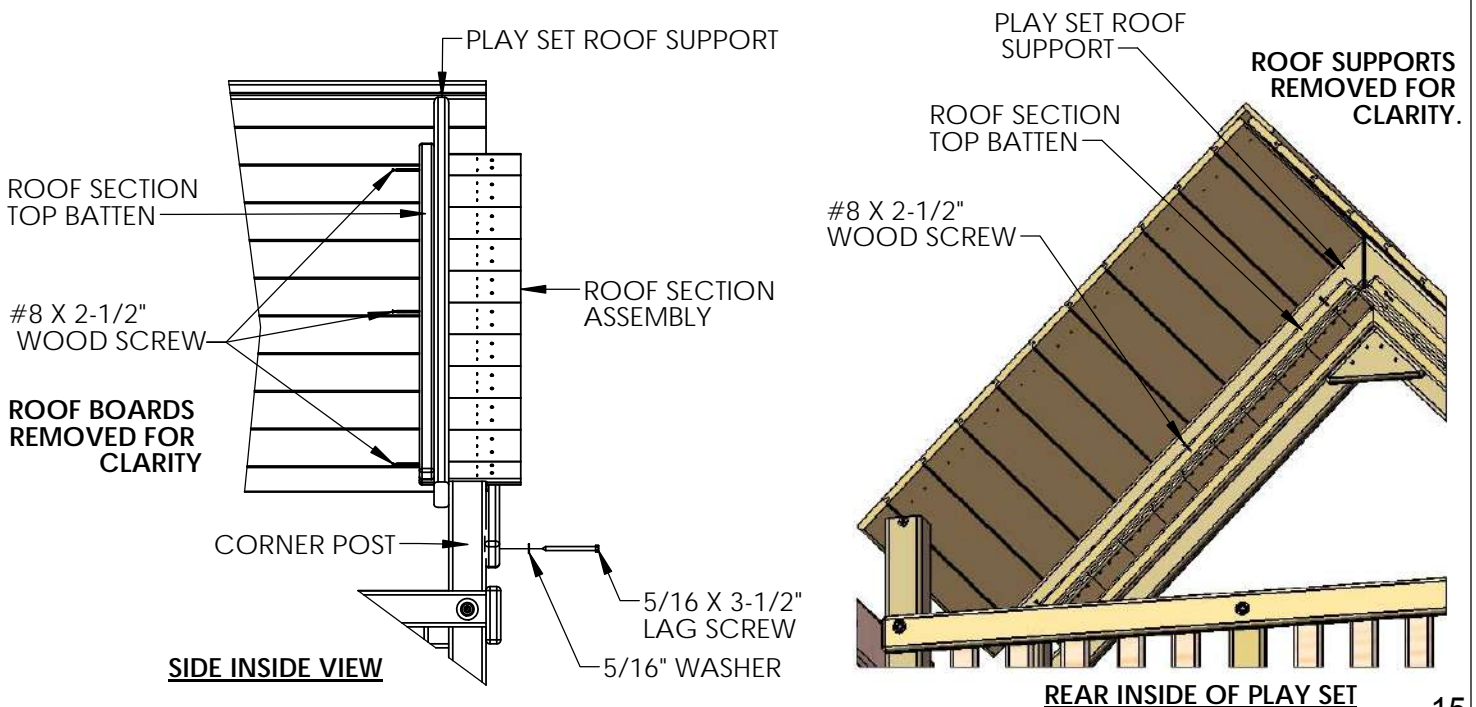 PLAY SET ROOF SUPPORT
ROOF SECTION
TOP BATTEN
#8 X 2-1/2"
WOOD SCREW
ROOF BOARDS
REMOVED FOR
CLARITY
ROOF SECTION
ASSEMBLY
CORNER POST
5/16 X 3-1/2"
LAG SCREW
5/16" WASHER
SIDE INSIDE VIEW
PLAY SET ROOF
SUPPORT
ROOF SUPPORTS
REMOVED FOR
CLARITY.
ROOF SECTION
TOP BATTEN
#8 X 2-1/2"
WOOD SCREW
REAR INSIDE OF PLAY SET
15